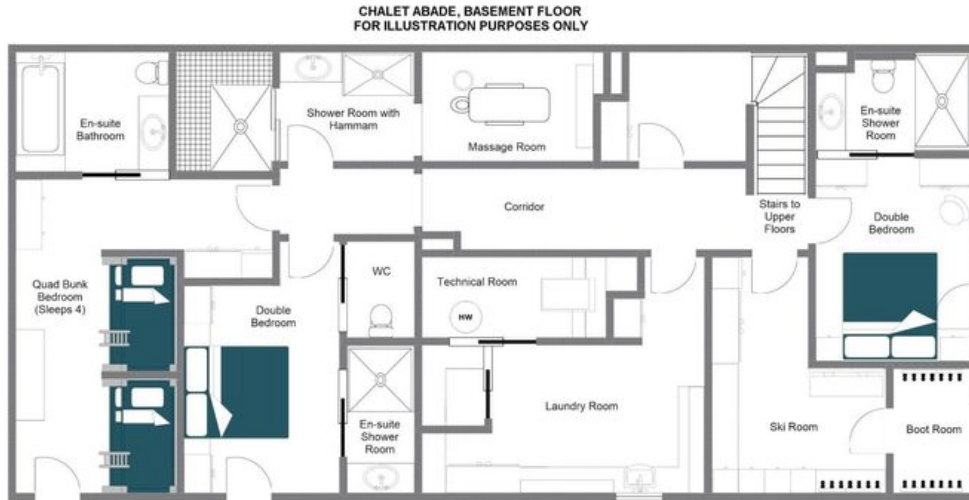 CHALET ABADE, BASEMENT FLOOR
FOR ILLUSTRATION PURPOSES ONLY
En-suite
Bathroom
Shower Room with
Hammam
Massage Room
En-suite
Shower
Room
Corridor
Stairs to
Upper
Floors
Double
Bedroom
Quad Bunk
Bedroom
(Sleeps 4)
Double
Bedroom
WC
Technical Room
HW
En-suite
Shower
Room
Laundry Room
Ski Room
Boot Room